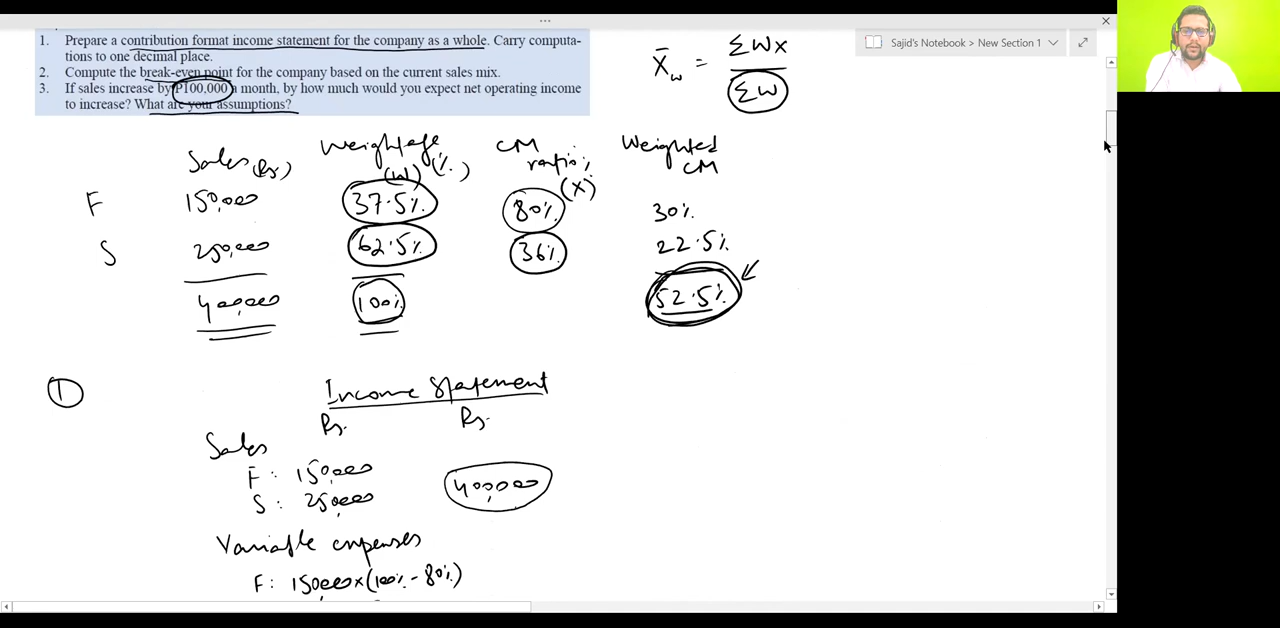 1. Prepare a contribution format income statement for the company as a whole. Carry computa-
tions to one decimal place.
2. Compute the break-even point for the company based on the current sales mix.
3. If sales increase by P100,000 a month, by how much would you expect net operating income
to increase? What are your assumptions?
X̄w = ΣWX / ΣW
Sajid's Notebook > New Section 1
Sales (Rs) Weightage (W) (%) CM ratio% (X) Weighted CM
F 150,000 37.5% 80% 30%
S 250,000 62.5% 36% 22.5%
400,000 100% 52.5%
① Income Statement
Rs. Rs.
Sales
F: 150,000
S: 250,000 400,000
Variable expenses
F: 150,000 x (100% - 80%)